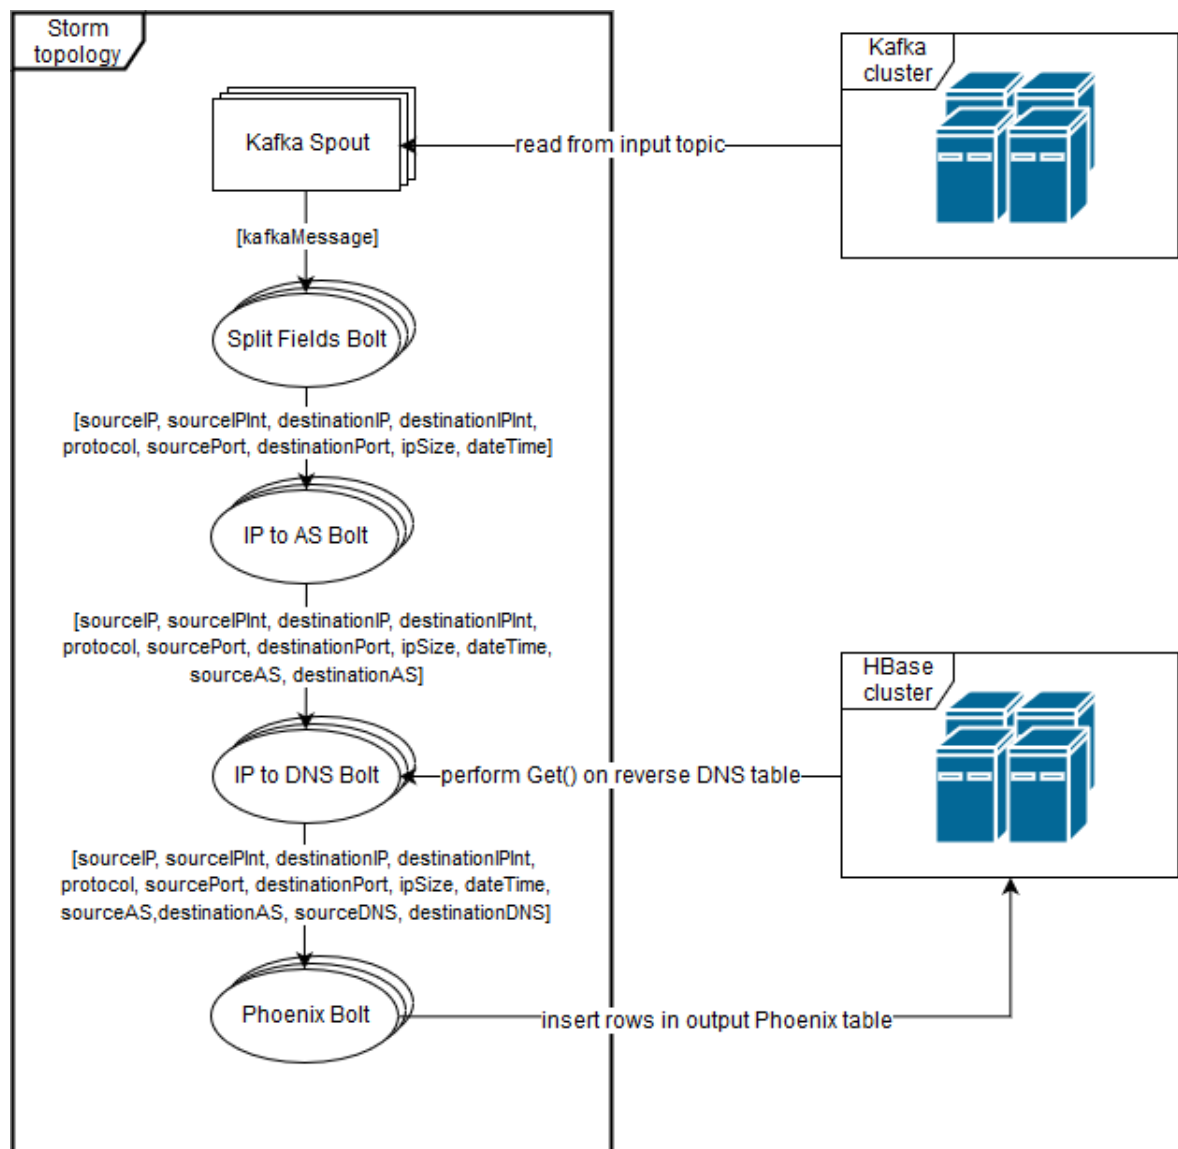 Storm
topology
Kafka
cluster
Kafka Spout
read from input topic
[kafkaMessage]
Split Fields Bolt
[sourceIP, sourceIPInt, destinationIP, destinationIPInt,
protocol, sourcePort, destinationPort, ipSize, dateTime]
IP to AS Bolt
[sourceIP, sourceIPInt, destinationIP, destinationIPInt,
protocol, sourcePort, destinationPort, ipSize, dateTime,
sourceAS, destinationAS]
HBase
cluster
IP to DNS Bolt
perform Get() on reverse DNS table
[sourceIP, sourceIPInt, destinationIP, destinationIPInt,
protocol, sourcePort, destinationPort, ipSize, dateTime,
sourceAS,destinationAS, sourceDNS, destinationDNS]
Phoenix Bolt
insert rows in output Phoenix table